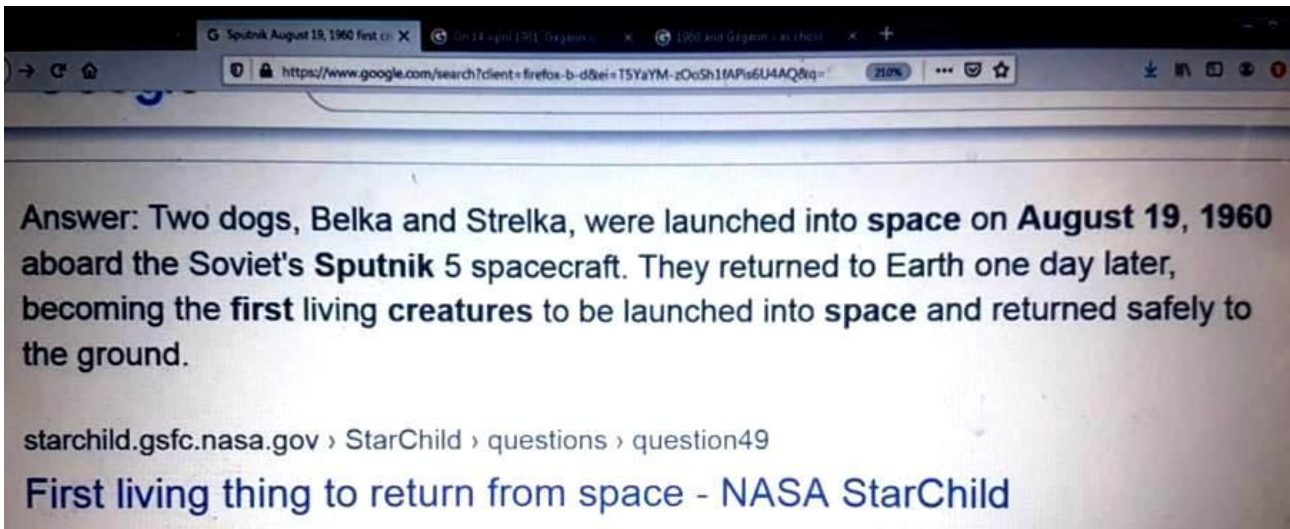 Sputnik August 19, 1960 first
https://www.google.com/search?client=firefox-b-d&ei=
210%
Answer: Two dogs, Belka and Strelka, were launched into space on August 19, 1960
aboard the Soviet's Sputnik 5 spacecraft. They returned to Earth one day later,
becoming the first living creatures to be launched into space and returned safely to
the ground.
starchild.gsfc.nasa.gov › StarChild › questions › question49
First living thing to return from space - NASA StarChild